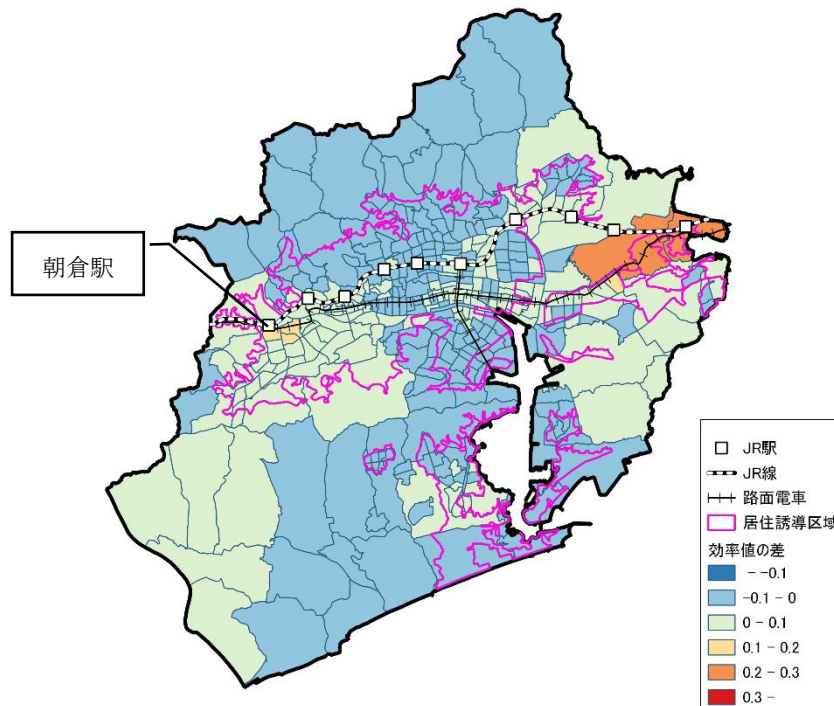 朝倉駅
JR駅
JR線
路面電車
居住誘導区域
効率値の差
- -0.1
-0.1 - 0
0 - 0.1
0.1 - 0.2
0.2 - 0.3
0.3 -